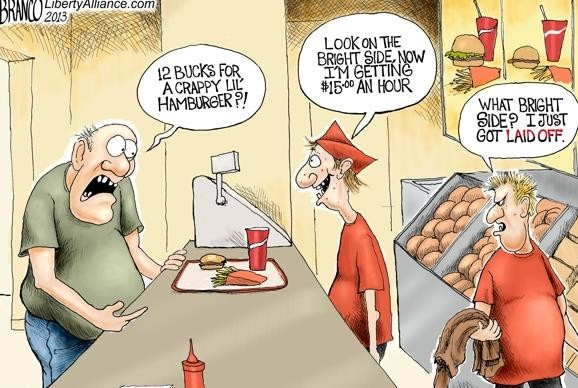 BRANCO
2013
LibertyAlliance.com
12 BUCKS FOR
A CRAPPY LIL'
HAMBURGER?!
LOOK ON THE
BRIGHT SIDE, NOW
I'M GETTING
$15.00 AN HOUR
WHAT BRIGHT
SIDE? I JUST
GOT LAID OFF.